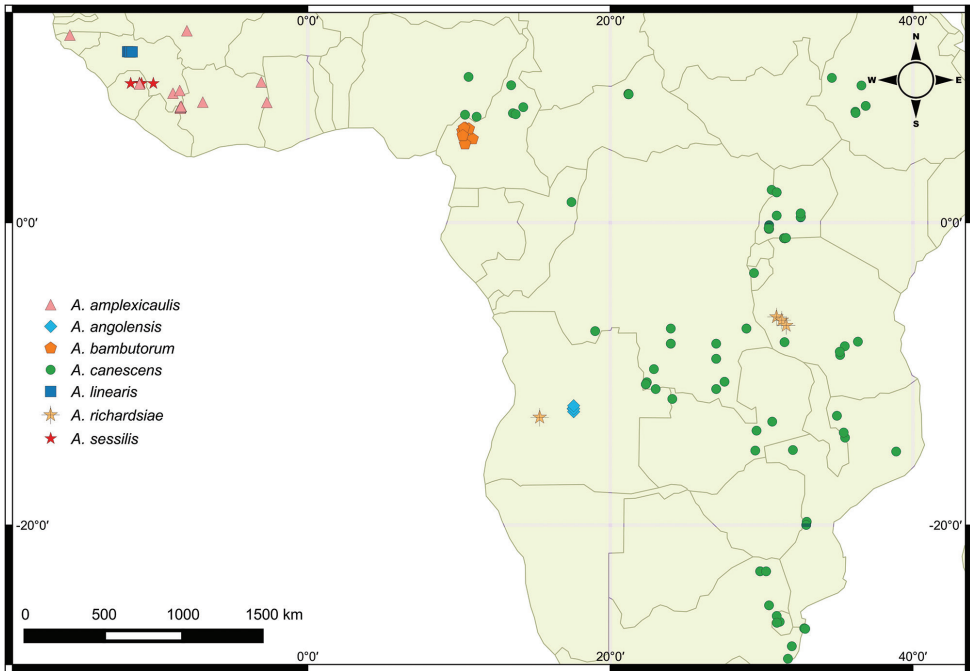 0°0′ 20°0′ 40°0′
N
W E
S
0°0′ 0°0′
A. amplexicaulis
A. angolensis
A. bambutorum
A. canescens
A. linearis
A. richardsiae
A. sessilis
-20°0′ -20°0′
0 500 1000 1500 km
0°0′ 20°0′ 40°0′